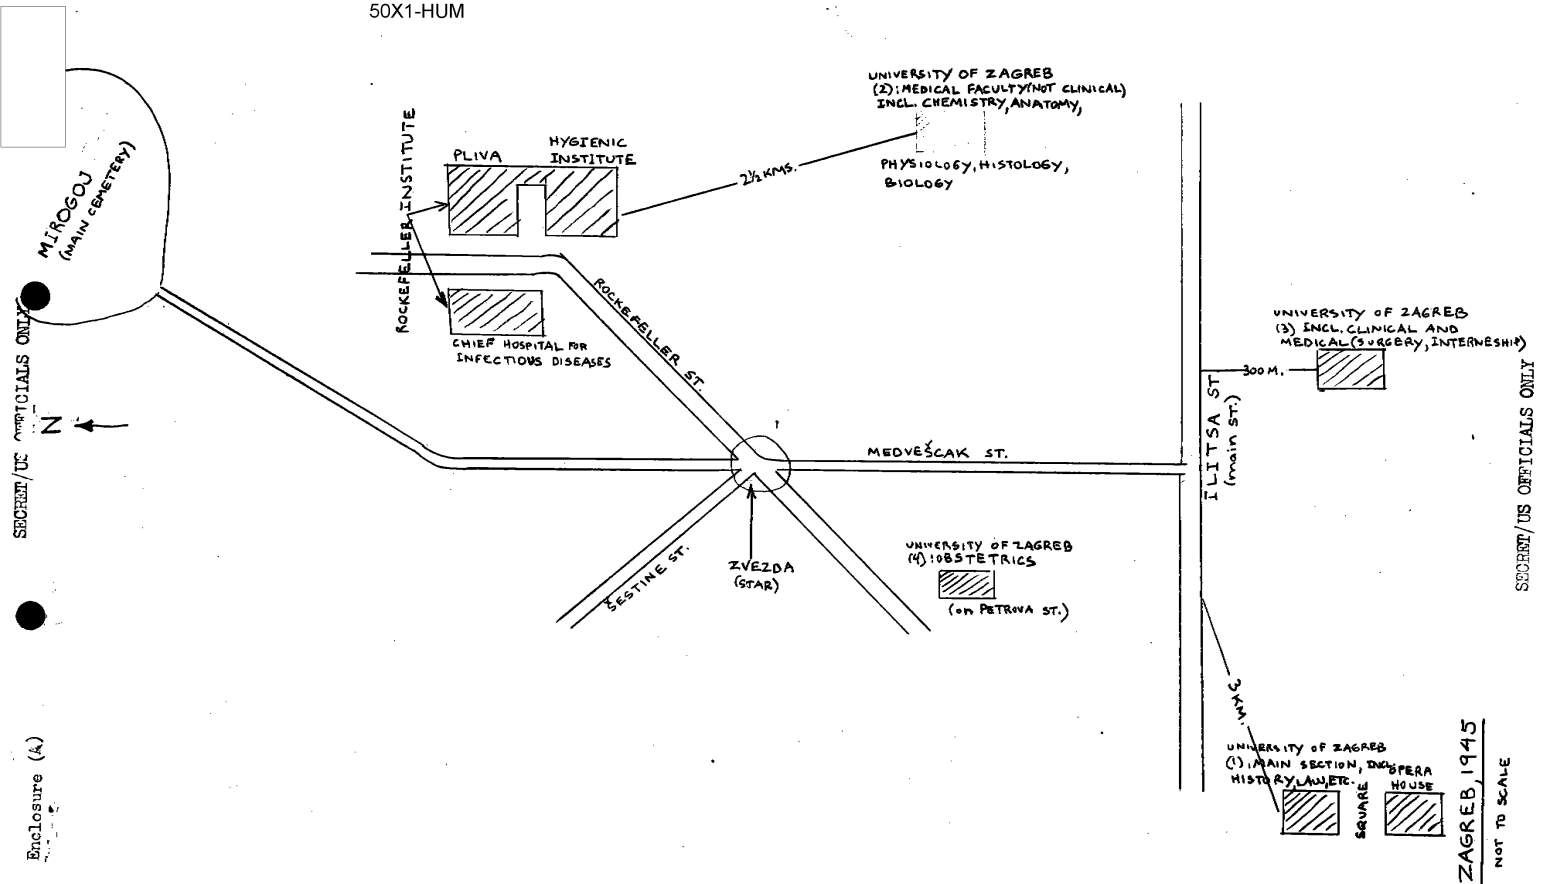 50X1-HUM
MIROGOJ
(MAIN CEMETERY)
ROCKEFELLER INSTITUTE
PLIVA
HYGIENIC
INSTITUTE
2½ KMS.
UNIVERSITY OF ZAGREB
(2): MEDICAL FACULTY (NOT CLINICAL)
INCL. CHEMISTRY, ANATOMY,
PHYSIOLOGY, HISTOLOGY,
BIOLOGY
CHIEF HOSPITAL FOR
INFECTIOUS DISEASES
ROCKEFELLER ST.
UNIVERSITY OF ZAGREB
(3) INCL. CLINICAL AND
MEDICAL (SURGERY, INTERNESHIP)
300 M.
ILITSA ST.
(main ST.)
MEDVEŠCAK ST.
N
ZVEZDA
(STAR)
ŠESTINE ST.
UNIVERSITY OF ZAGREB
(4): OBSTETRICS
(on PETROVA ST.)
3 KM.
UNIVERSITY OF ZAGREB
(1), MAIN SECTION, INCL.
HISTORY, LAW, ETC.
SQUARE
OPERA
HOUSE
ZAGREB, 1945
NOT TO SCALE
SECRET/US OFFICIALS ONLY
SECRET/US OFFICIALS ONLY
Enclosure (A)